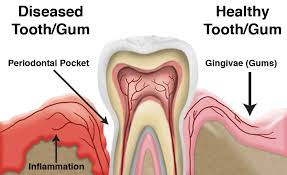 Diseased
Tooth/Gum
Healthy
Tooth/Gum
Periodontal Pocket
Gingivae (Gums)
Inflammation